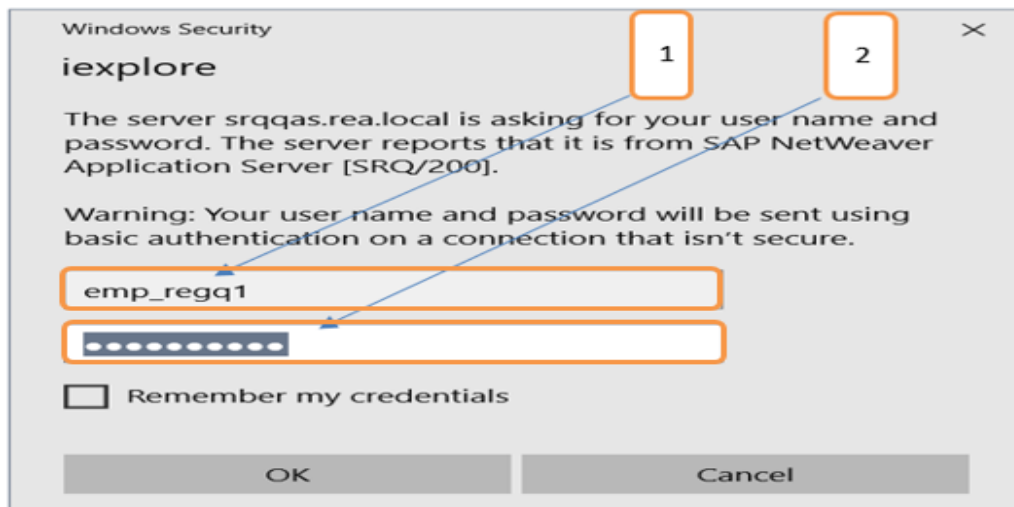 Windows Security
iexplore
1
2
The server srqqas.rea.local is asking for your user name and
password. The server reports that it is from SAP NetWeaver
Application Server [SRQ/200].
Warning: Your user name and password will be sent using
basic authentication on a connection that isn't secure.
emp_regq1
●●●●●●●●●●
Remember my credentials
OK
Cancel